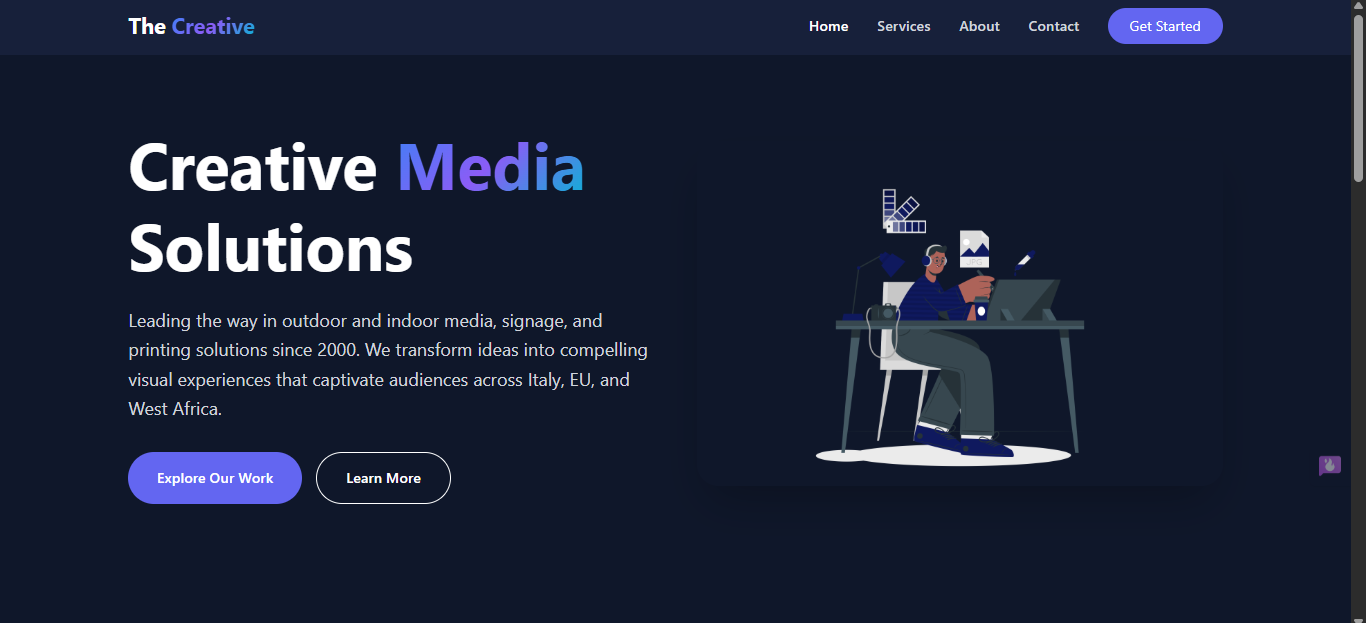 The Creative
Home Services About Contact Get Started
Creative Media
Solutions
Leading the way in outdoor and indoor media, signage, and
printing solutions since 2000. We transform ideas into compelling
visual experiences that captivate audiences across Italy, EU, and
West Africa.
Explore Our Work
Learn More
JPG